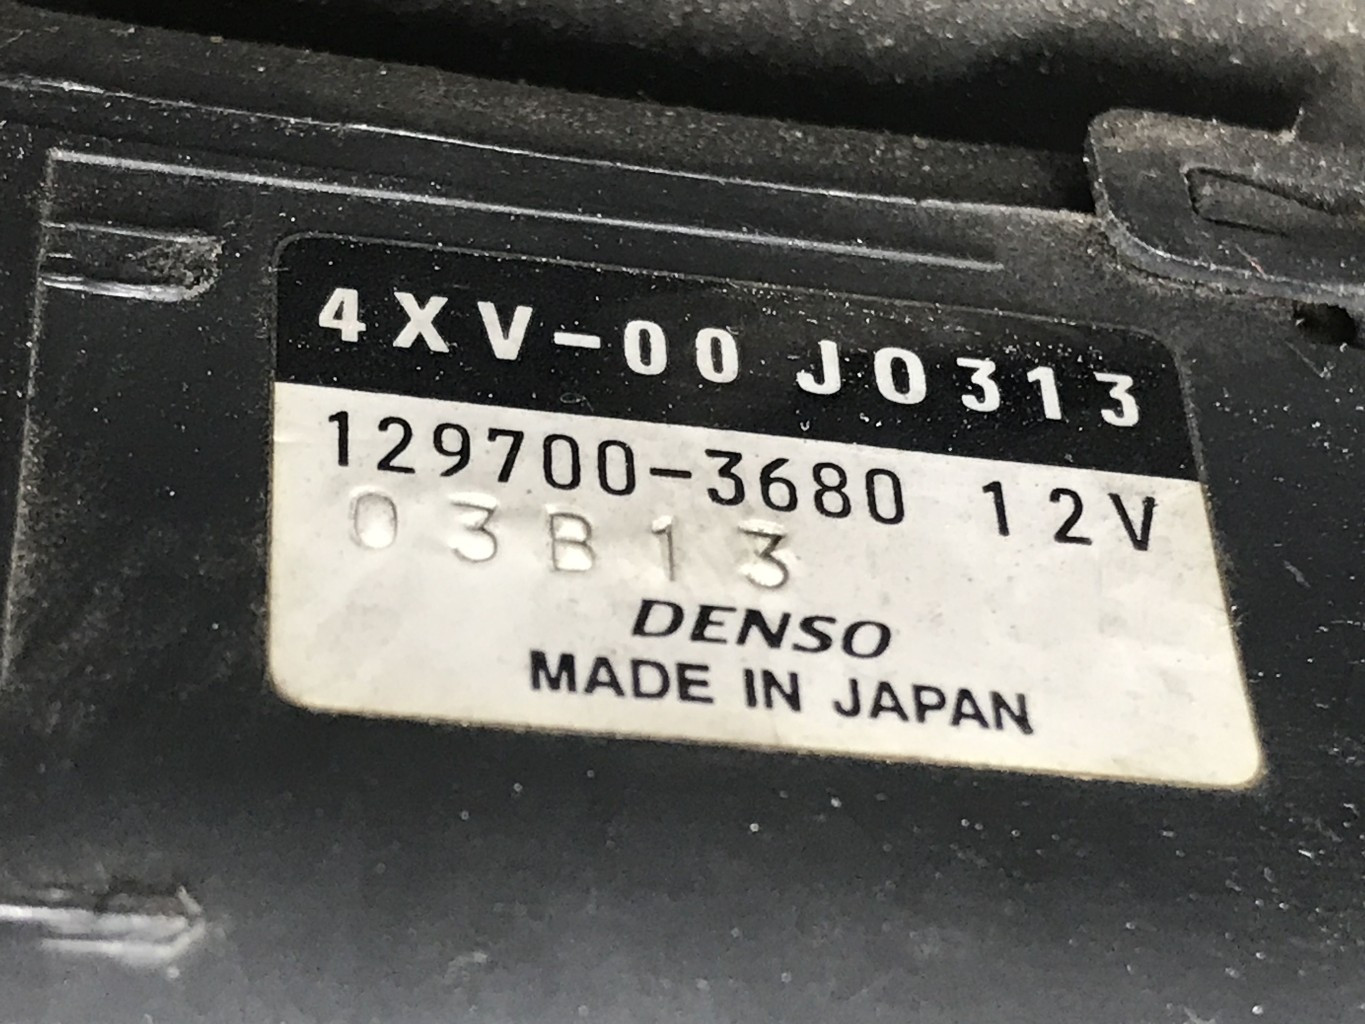 4XV-00 J0313
129700-3680 12V
03B13
DENSO
MADE IN JAPAN